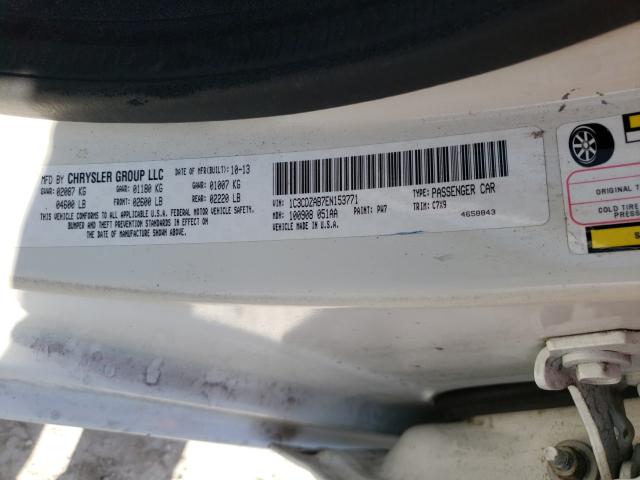 MFD BY CHRYSLER GROUP LLC DATE OF MFR(BUILT): 10-13
GVWR: 02087 KG GAWR: 01180 KG GAWR: 01007 KG
04600 LB FRONT: 02600 LB REAR: 02220 LB
THIS VEHICLE CONFORMS TO ALL APPLICABLE U.S.A. FEDERAL MOTOR VEHICLE SAFETY,
BUMPER AND THEFT PREVENTION STANDARDS IN EFFECT ON
THE DATE OF MANUFACTURE SHOWN ABOVE.
VIN: 1C3CDZAB7EN153771 TYPE: PASSENGER CAR
MDH: 100908 051AA PAINT: PW7 TRIM: C7X9
VEHICLE MADE IN U.S.A. 4658843
ORIGINAL
COLD TIRE